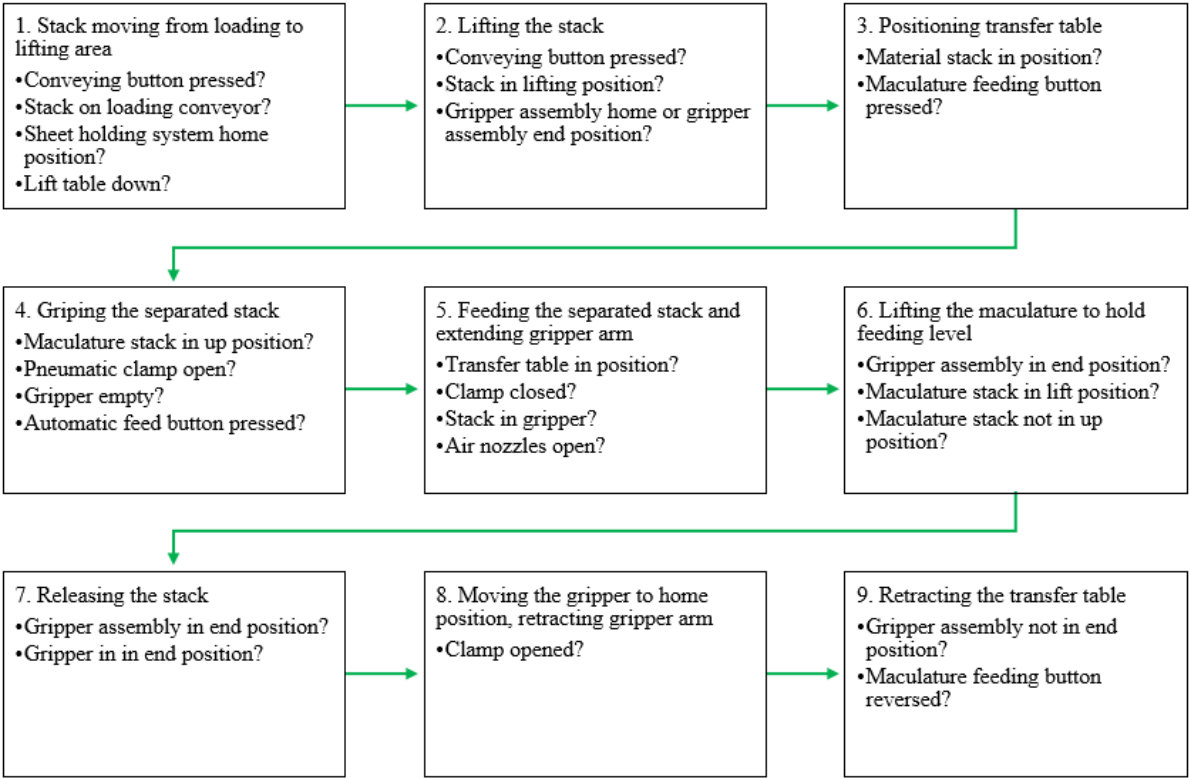 1. Stack moving from loading to
lifting area
•Conveying button pressed?
•Stack on loading conveyor?
•Sheet holding system home
position?
•Lift table down?
2. Lifting the stack
•Conveying button pressed?
•Stack in lifting position?
•Gripper assembly home or gripper
assembly end position?
3. Positioning transfer table
•Material stack in position?
•Maculature feeding button
pressed?
4. Griping the separated stack
•Maculature stack in up position?
•Pneumatic clamp open?
•Gripper empty?
•Automatic feed button pressed?
5. Feeding the separated stack and
extending gripper arm
•Transfer table in position?
•Clamp closed?
•Stack in gripper?
•Air nozzles open?
6. Lifting the maculature to hold
feeding level
•Gripper assembly in end position?
•Maculature stack in lift position?
•Maculature stack not in up
position?
7. Releasing the stack
•Gripper assembly in end position?
•Gripper in in end position?
8. Moving the gripper to home
position, retracting gripper arm
•Clamp opened?
9. Retracting the transfer table
•Gripper assembly not in end
position?
•Maculature feeding button
reversed?